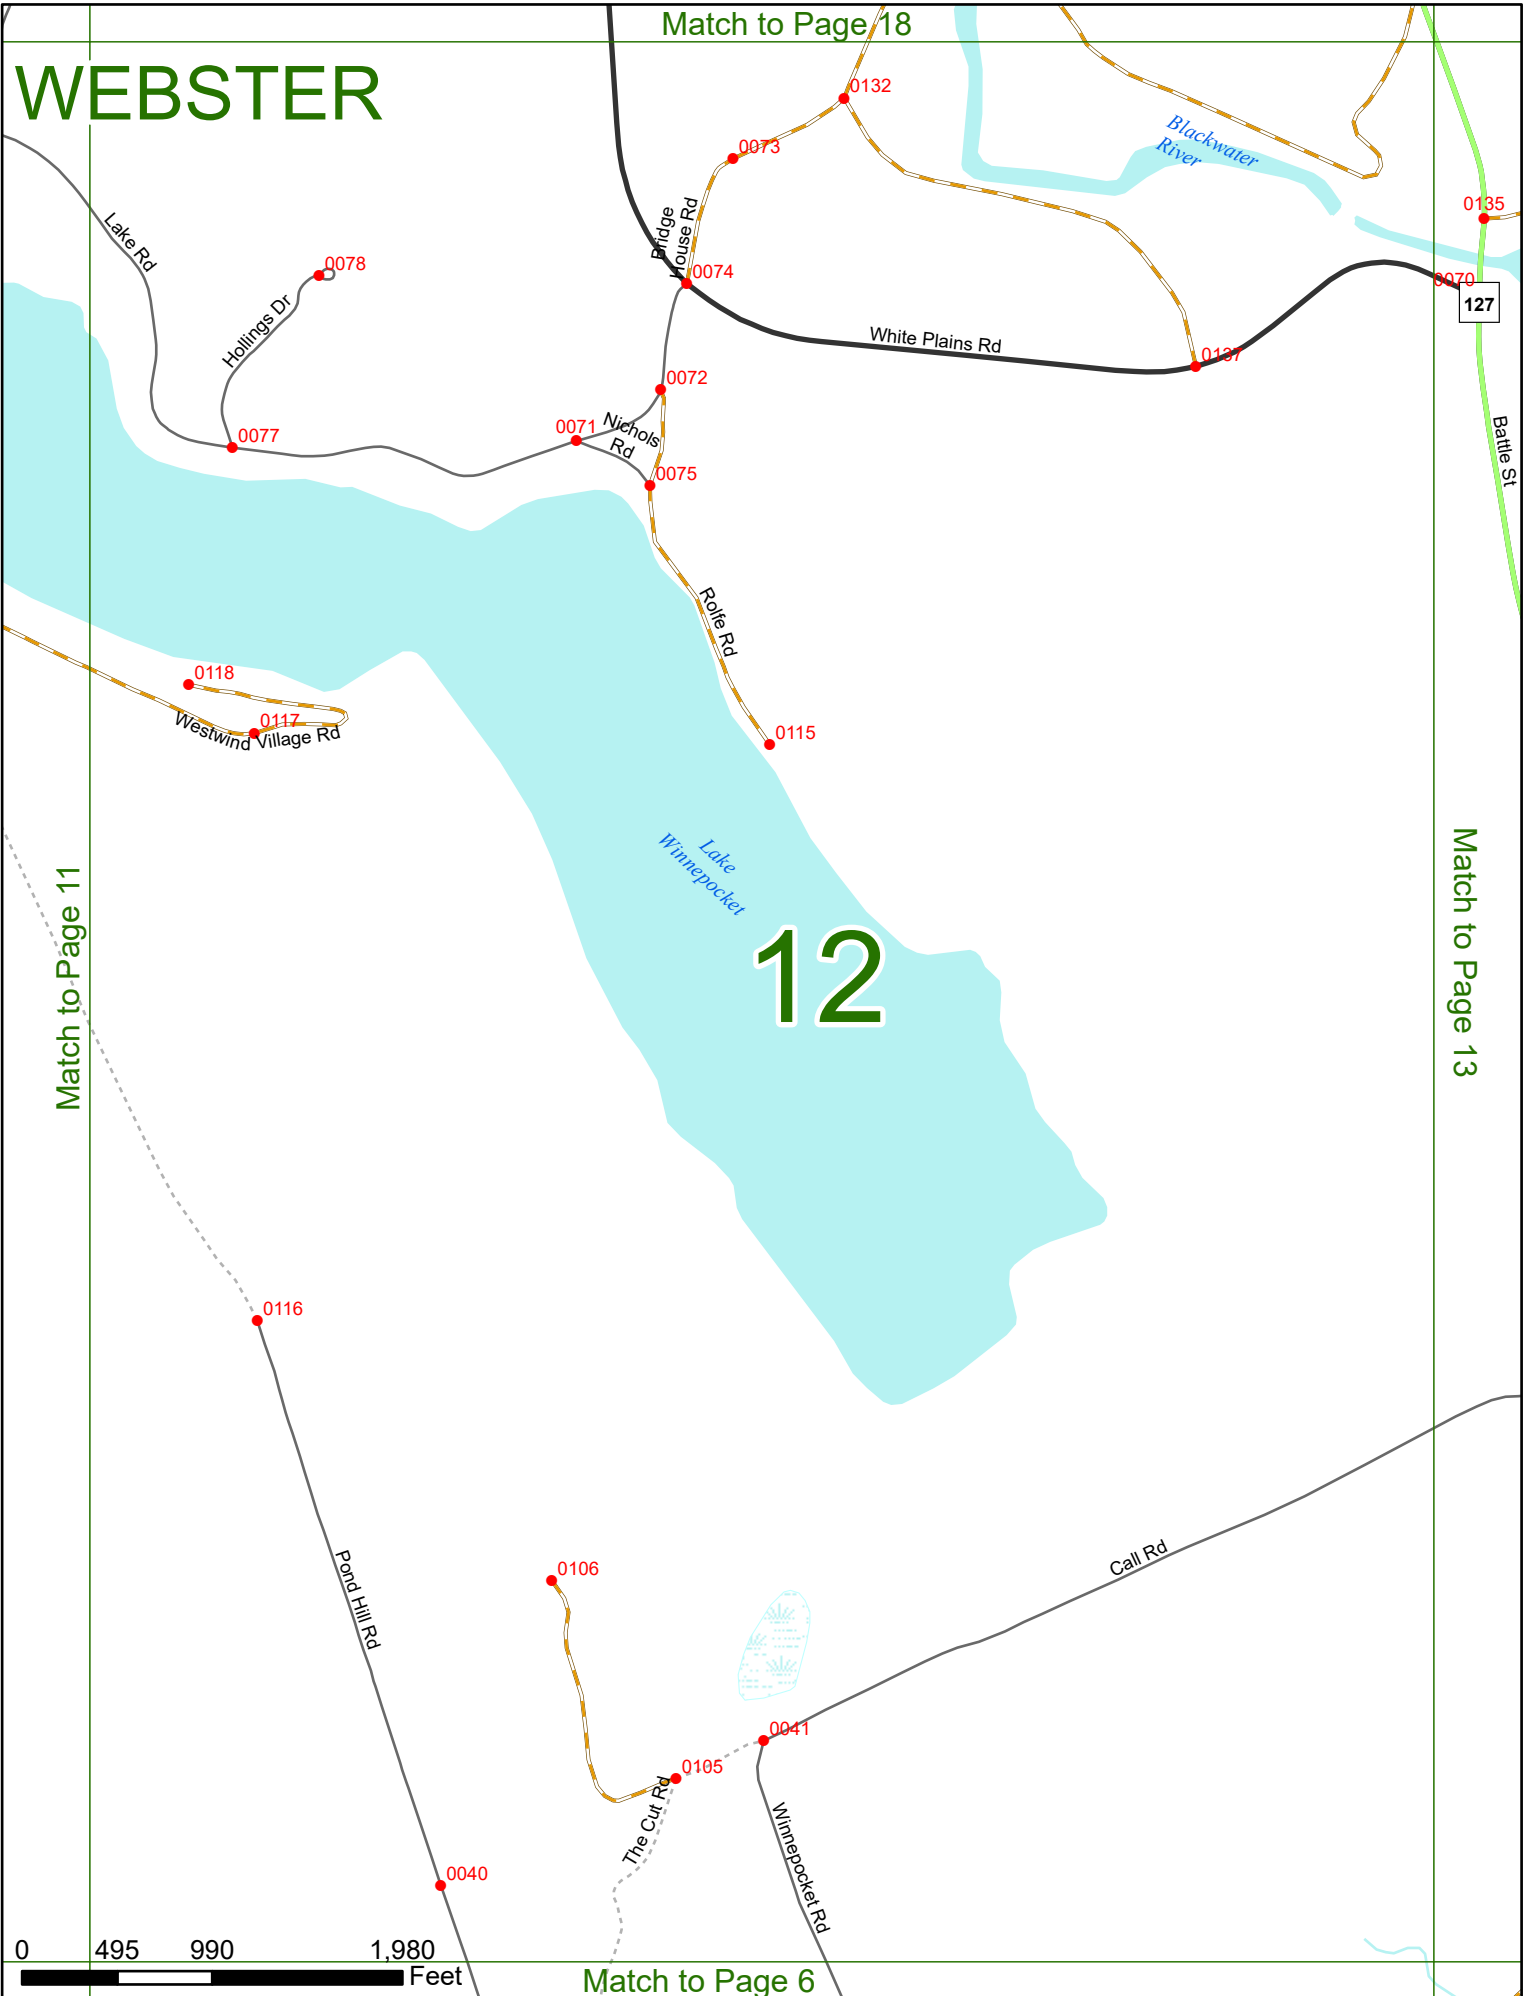 Match to Page 18
WEBSTER
0132
Blackwater
River
0073
0135
Lake Rd
Bridge
House Rd
0078
0074
0070
127
Hollings Dr
White Plains Rd
0137
0072
Nichols
Rd
0071
0077
Battle St
0075
Rolfe Rd
0118
0117
Westwind Village Rd
0115
Lake
Winnepocket
12
Match to Page 11
Match to Page 13
0116
Pond Hill Rd
0106
Call Rd
0041
0105
The Cut Rd
Winnepocket Rd
0040
0 495 990 1,980
Feet
Match to Page 6